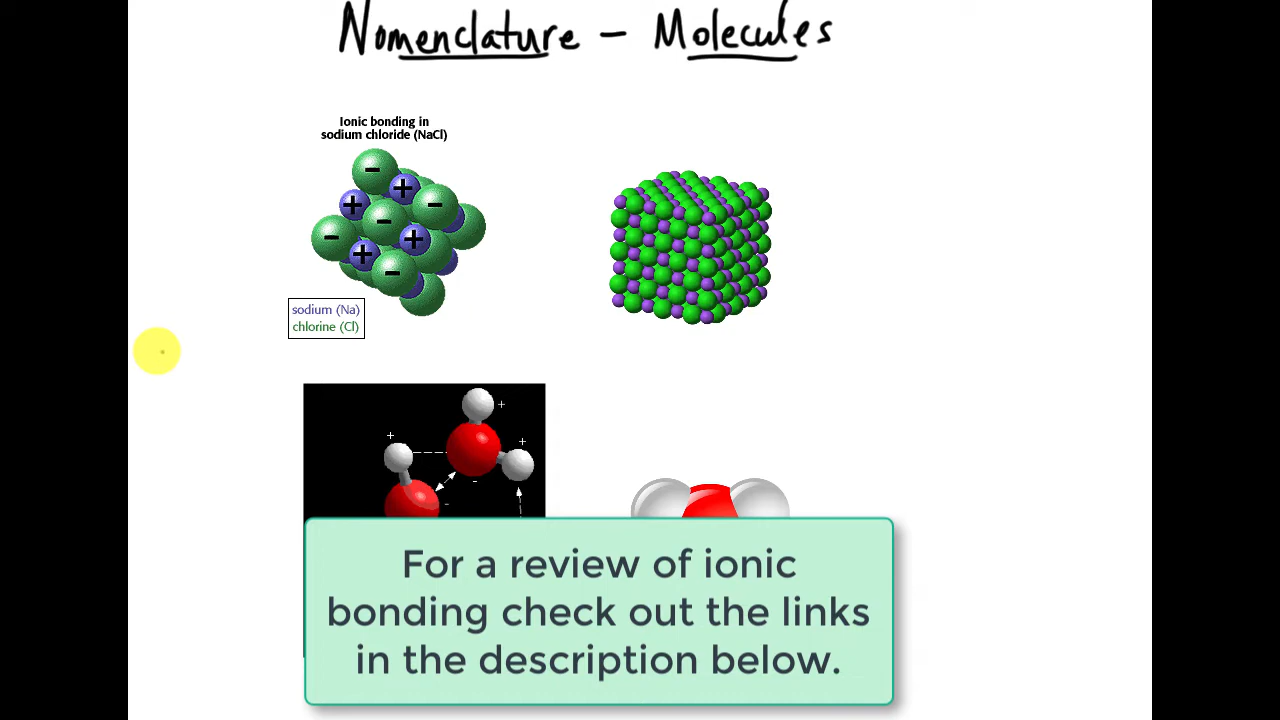 Nomenclature – Molecules
Ionic bonding in
sodium chloride (NaCl)
−
+
+
−
−
−
+
+
−
sodium (Na)
chlorine (Cl)
+
+
+
-
-
For a review of ionic
bonding check out the links
in the description below.